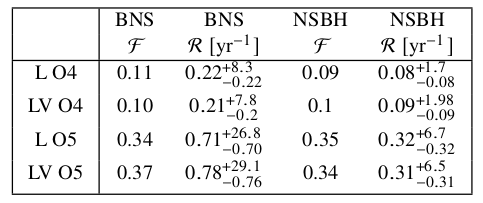 BNS BNS NSBH NSBH
ℱ ℛ [yr⁻¹] ℱ ℛ [yr⁻¹]
L O4 0.11 0.22^{+8.3}_{-0.22} 0.09 0.08^{+1.7}_{-0.08}
LV O4 0.10 0.21^{+7.8}_{-0.2} 0.1 0.09^{+1.98}_{-0.09}
L O5 0.34 0.71^{+26.8}_{-0.70} 0.35 0.32^{+6.7}_{-0.32}
LV O5 0.37 0.78^{+29.1}_{-0.76} 0.34 0.31^{+6.5}_{-0.31}